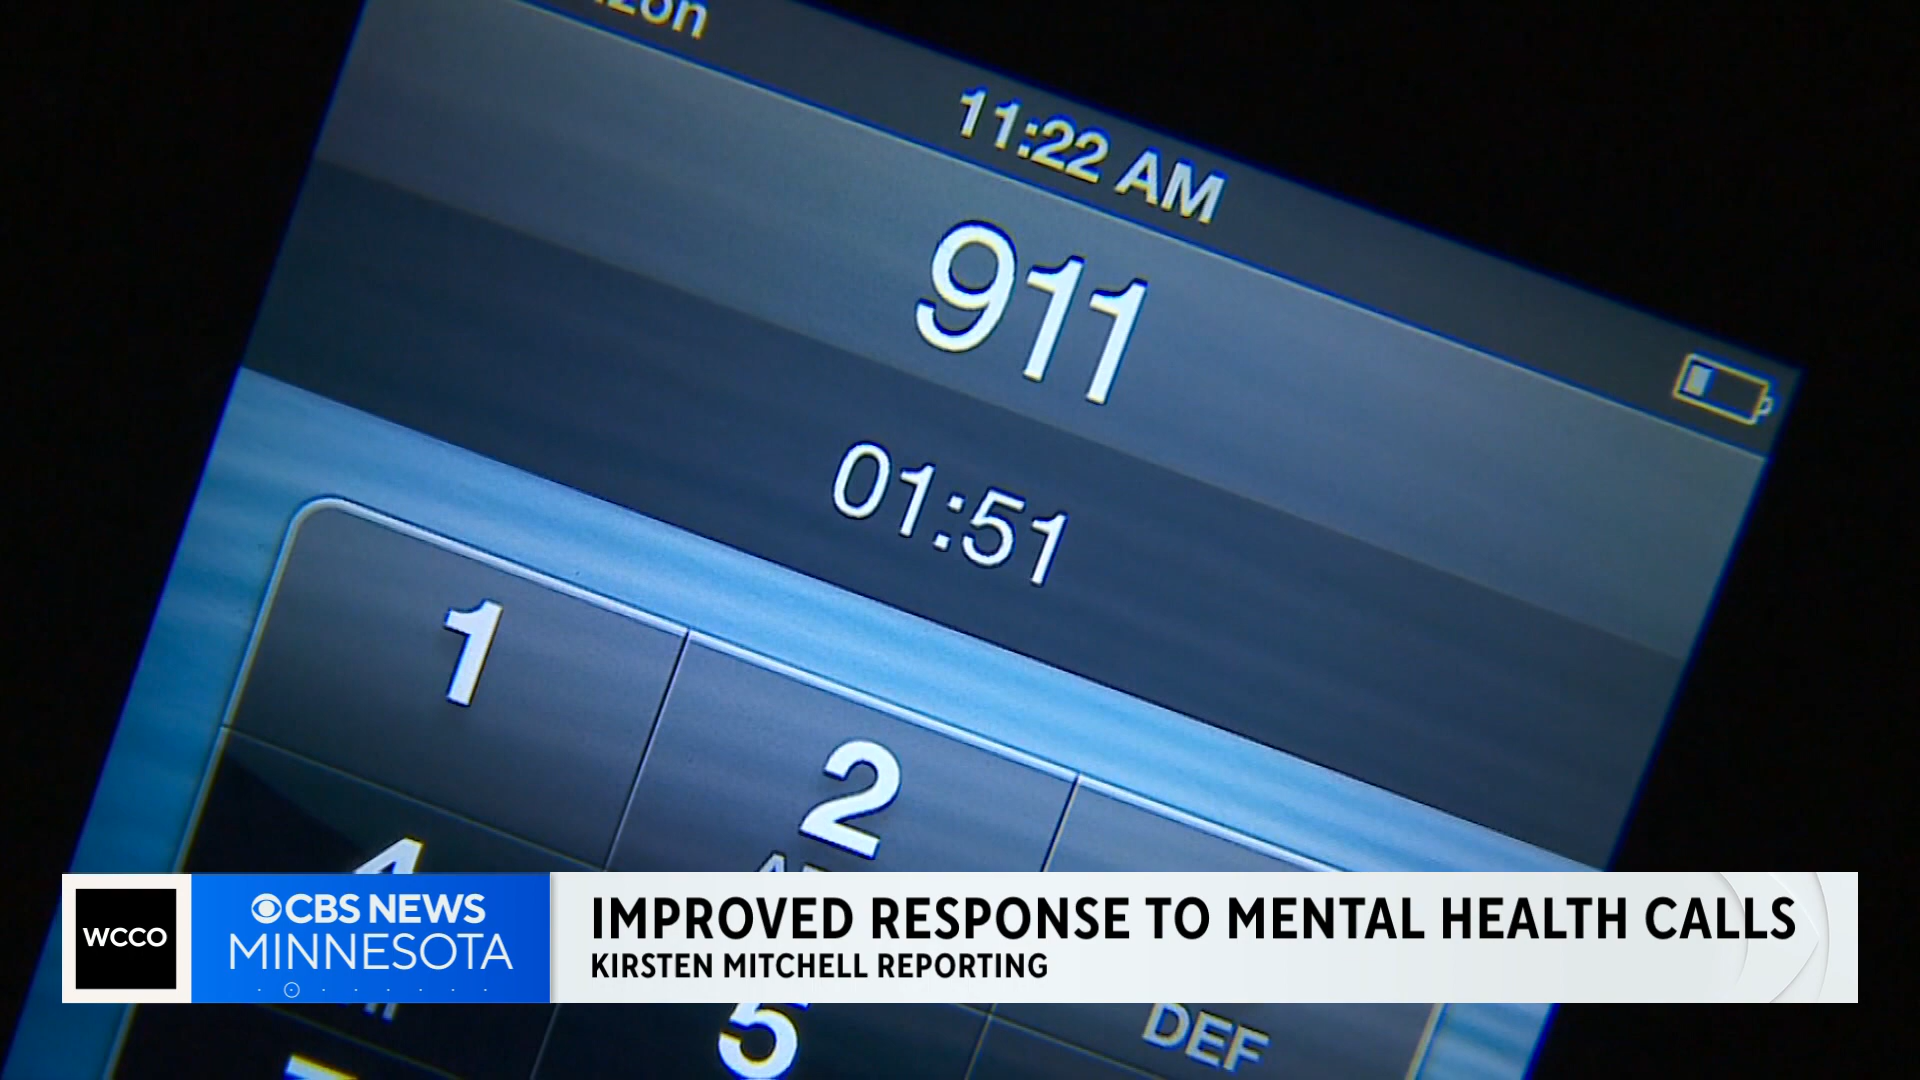 11:22 AM
911
01:51
1
2
4
5
DEF
WCCO
CBS NEWS
MINNESOTA
IMPROVED RESPONSE TO MENTAL HEALTH CALLS
KIRSTEN MITCHELL REPORTING